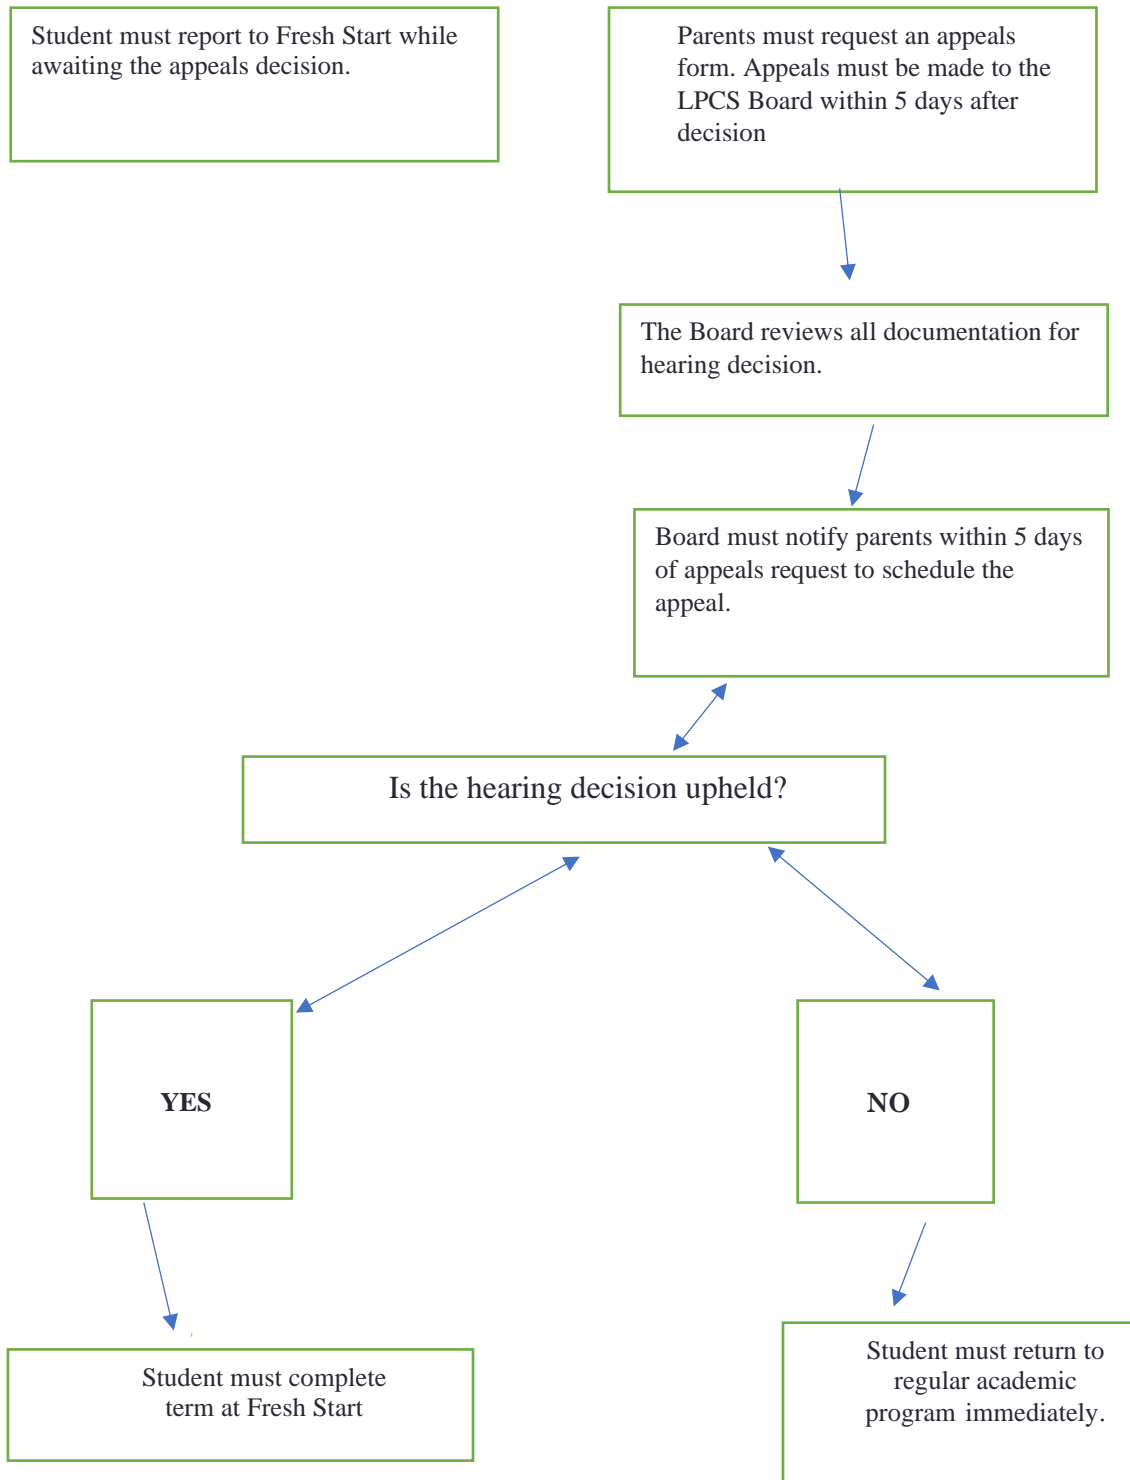 Student must report to Fresh Start while
awaiting the appeals decision.
Parents must request an appeals
form. Appeals must be made to the
LPCS Board within 5 days after
decision
The Board reviews all documentation for
hearing decision.
Board must notify parents within 5 days
of appeals request to schedule the
appeal.
Is the hearing decision upheld?
YES
NO
Student must complete
term at Fresh Start
Student must return to
regular academic
program immediately.